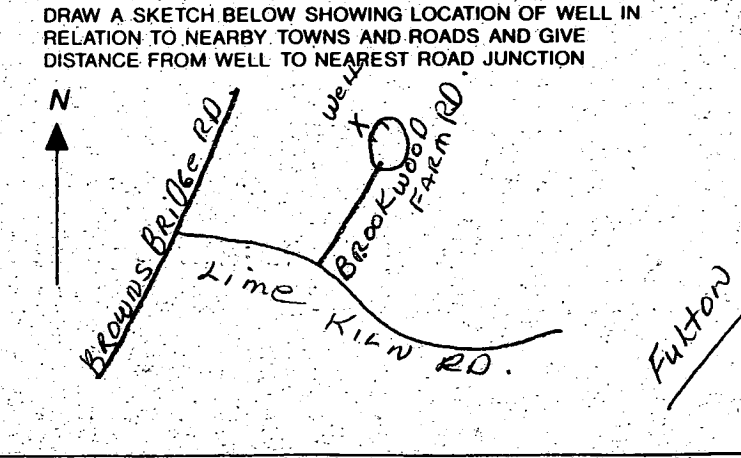 DRAW A SKETCH BELOW SHOWING LOCATION OF WELL IN
RELATION TO NEARBY TOWNS AND ROADS AND GIVE
DISTANCE FROM WELL TO NEAREST ROAD JUNCTION
N
Well
X
BROWNS BRIDGE RD
BROOKWOOD
FARM RD.
Lime KILN RD.
Fulton